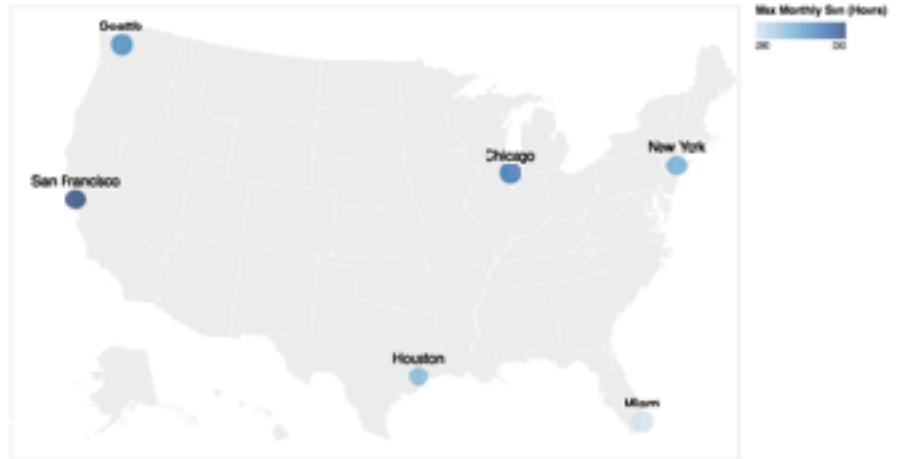 Seattle
Max Monthly Sun (Hours)
Chicago
New York
San Francisco
Houston
Miami